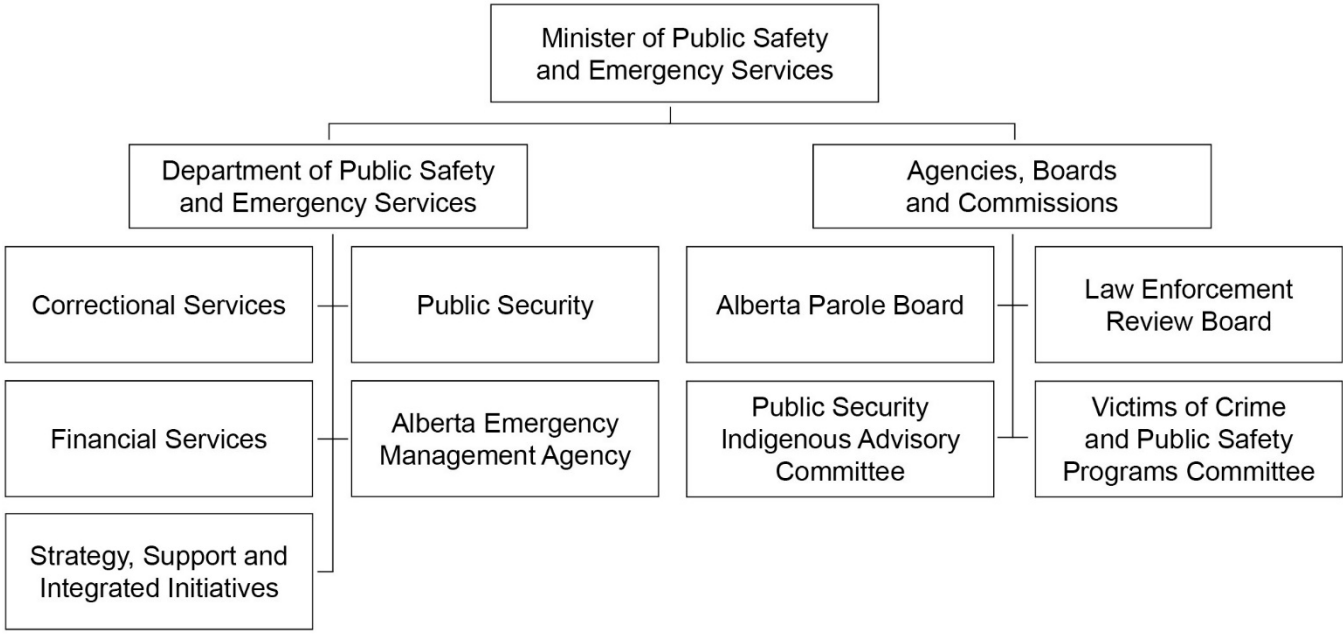 Minister of Public Safety
and Emergency Services
Department of Public Safety
and Emergency Services
Agencies, Boards
and Commissions
Correctional Services
Public Security
Alberta Parole Board
Law Enforcement
Review Board
Financial Services
Alberta Emergency
Management Agency
Public Security
Indigenous Advisory
Committee
Victims of Crime
and Public Safety
Programs Committee
Strategy, Support and
Integrated Initiatives